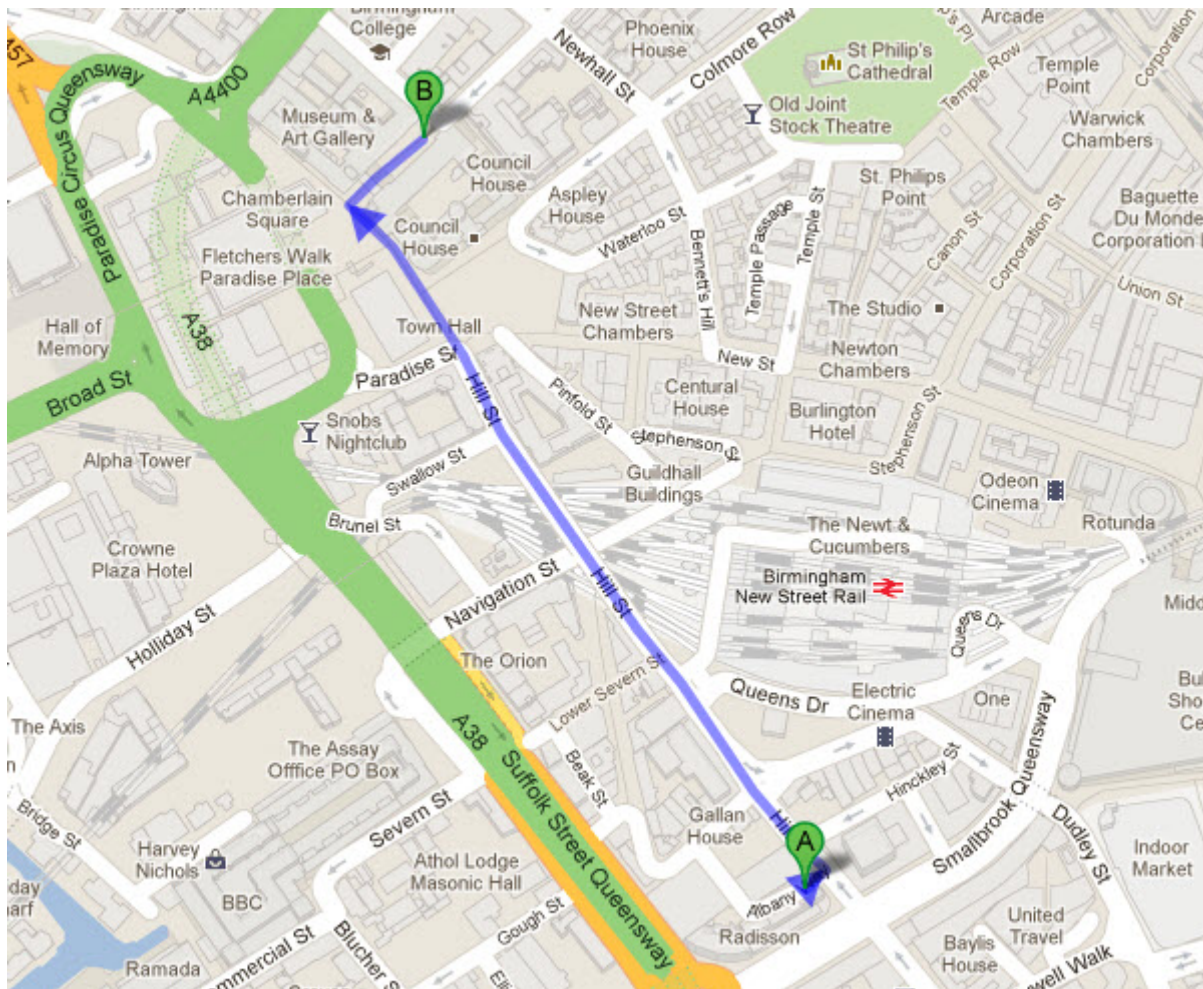 Birmingham
College
Phoenix
House
Colmore Row
Newhall St
Arcade
Corporation
St Philip's
Cathedral
Temple Row
Temple
Point
Warwick
Chambers
A4400
Paradise Circus Queensway
B
Museum &
Art Gallery
Old Joint
Stock Theatre
Council
House
Aspley
House
St. Philips
Point
Baguette
Du Monde
Corporation
Chamberlain
Square
Council
House
Waterloo St
Bennett's Hill
Temple Passage
Temple St
Canon St
Corporation St
Union St
Fletchers Walk
Paradise Place
Hall of
Memory
A38
Town Hall
New Street
Chambers
The Studio
Newton
Chambers
New St
Paradise St
Hill St
Pinfold St
Centural
House
Burlington
Hotel
Stephenson St
Broad St
Snobs
Nightclub
Stephenson St
Alpha Tower
Swallow St
Guildhall
Buildings
Odeon
Cinema
Rotunda
Brunel St
The Newt &
Cucumbers
Crowne
Plaza Hotel
Navigation St
Hill St
Birmingham
New Street Rail
Holliday St
Queens Dr
The Orion
Lower Severn St
Queens Dr
Electric
Cinema
One
The Axis
A38
Suffolk Street Queensway
The Assay
Offfice PO Box
Beak St
Hinckley St
Smallbrook Queensway
Dudley St
Bridge St
Severn St
Gallan
House
A
Harvey
Nichols
Athol Lodge
Masonic Hall
Indoor
Market
BBC
Albany
Gough St
Radisson
United
Travel
Baylis
House
Blucher
Ramada